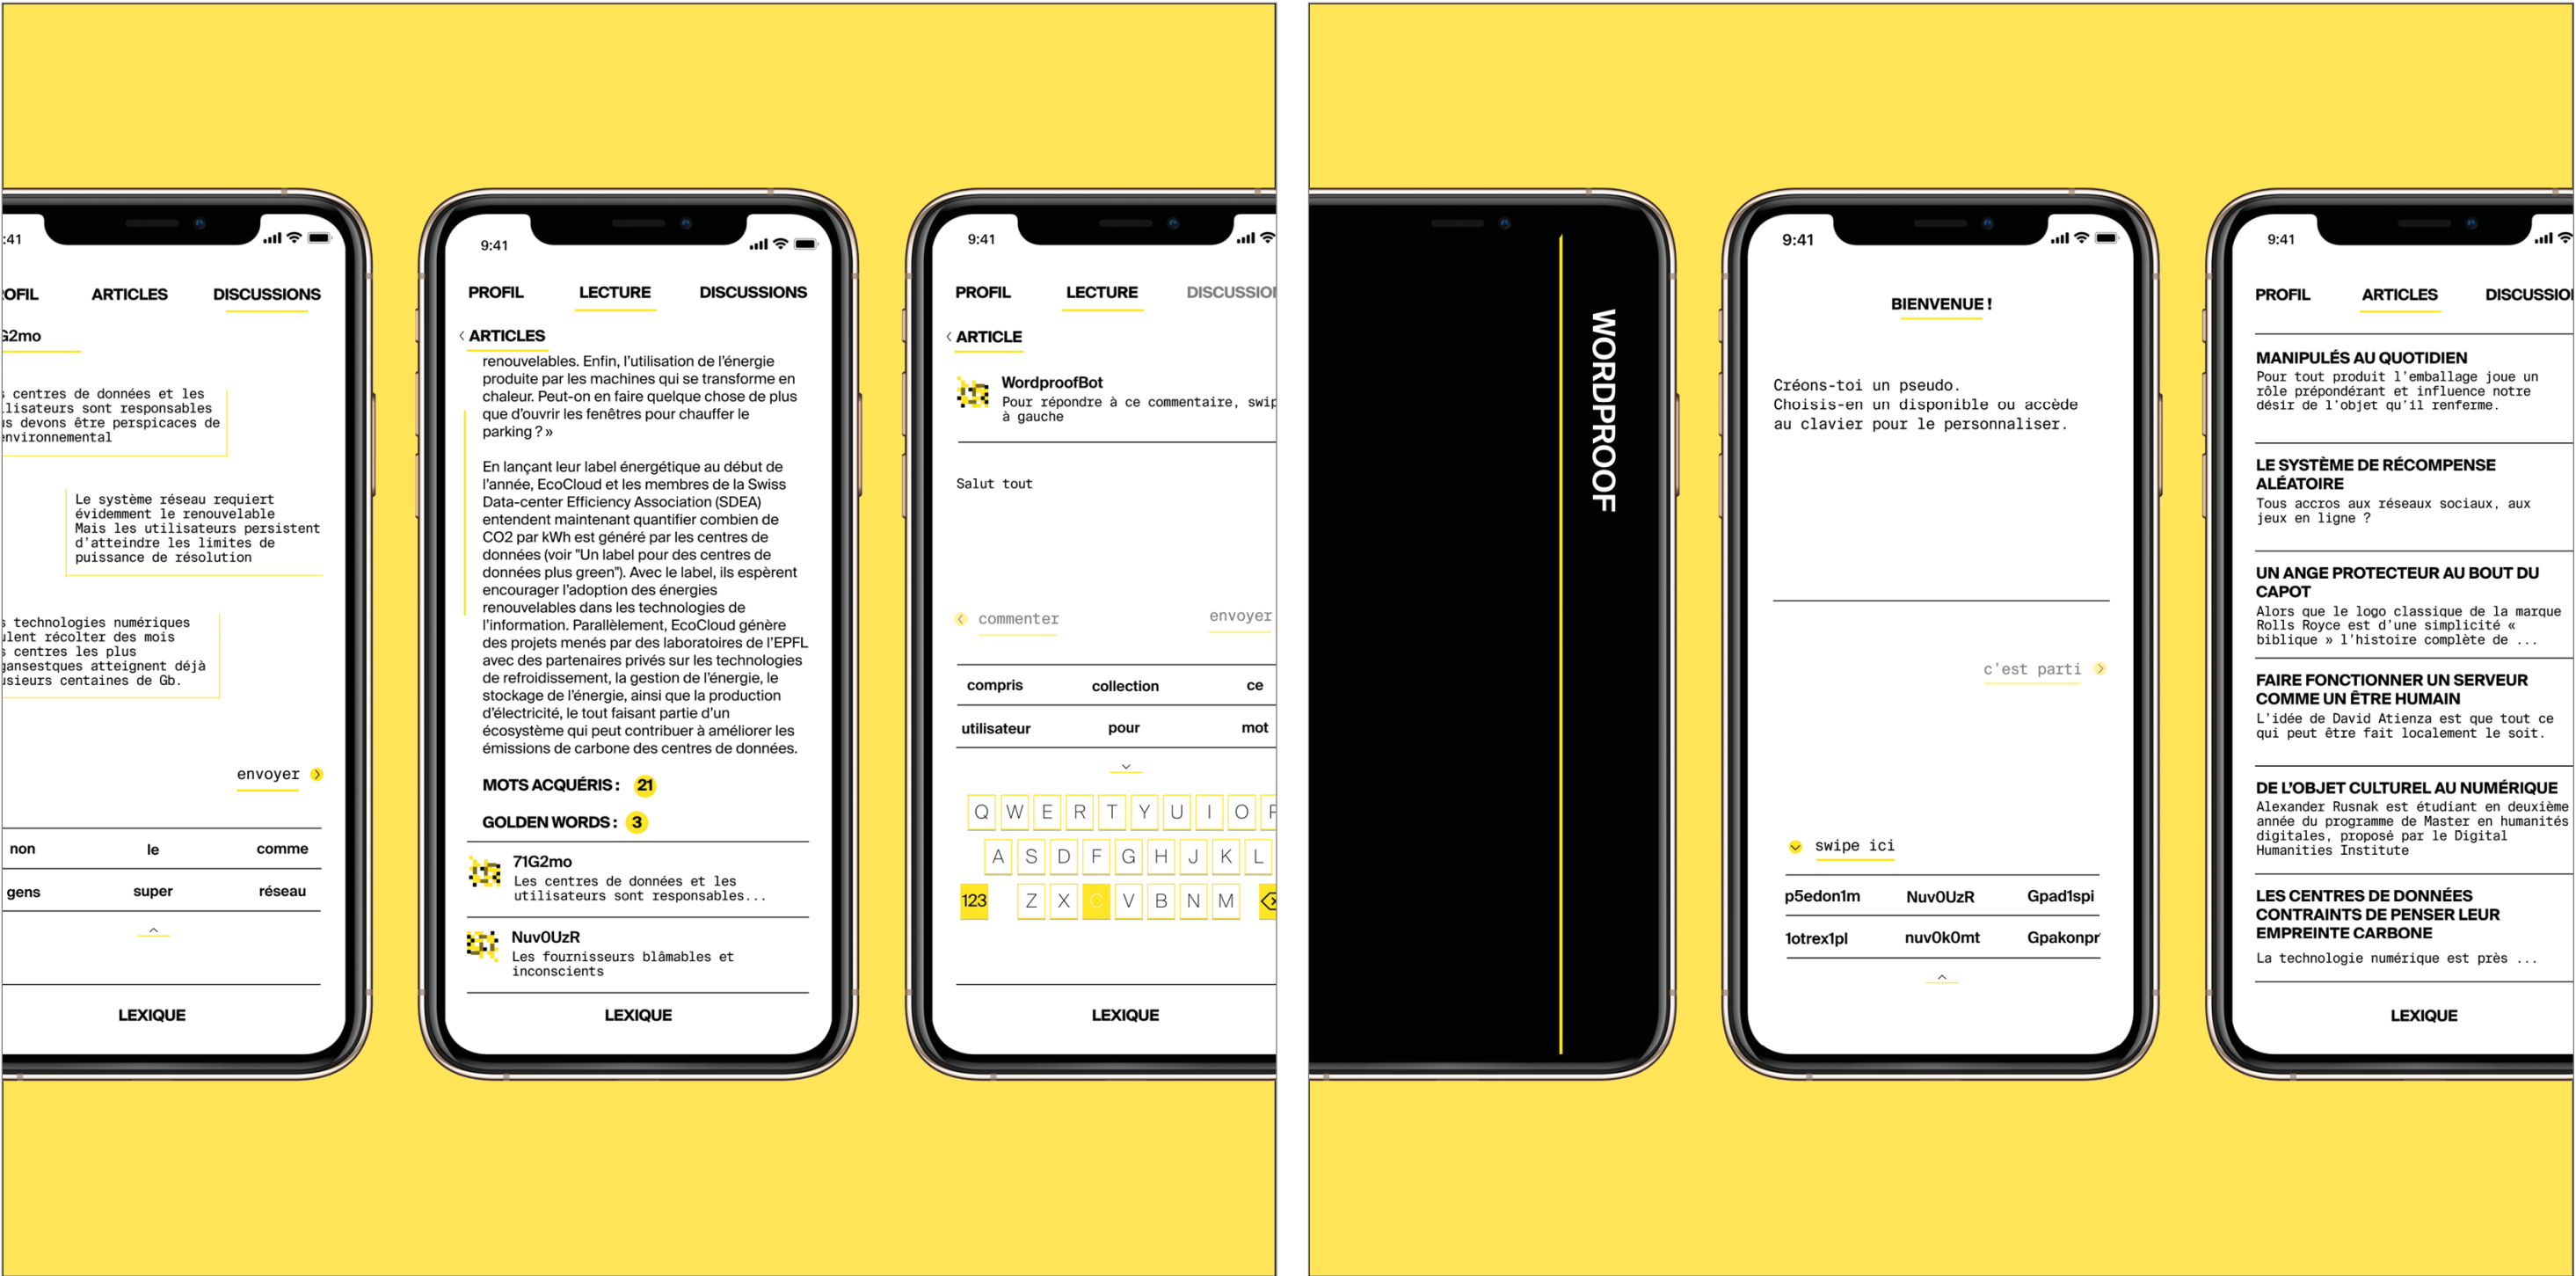 :41
OFIL ARTICLES DISCUSSIONS
G2mo
centres de données et les
lisateurs sont responsables
s devons être perspicaces de
environnemental
Le système réseau requiert
évidemment le renouvelable
Mais les utilisateurs persistent
d'atteindre les limites de
puissance de résolution
s technologies numériques
ulent récolter des mois
s centres les plus
gansestques atteignent déjà
usieurs centaines de Gb.
envoyer
non le comme
gens super réseau
LEXIQUE
9:41
PROFIL LECTURE DISCUSSIONS
ARTICLES
renouvelables. Enfin, l'utilisation de l'énergie
produite par les machines qui se transforme en
chaleur. Peut-on en faire quelque chose de plus
que d'ouvrir les fenêtres pour chauffer le
parking ? »
En lançant leur label énergétique au début de
l'année, EcoCloud et les membres de la Swiss
Data-center Efficiency Association (SDEA)
entendent maintenant quantifier combien de
CO2 par kWh est généré par les centres de
données (voir "Un label pour des centres de
données plus green"). Avec le label, ils espèrent
encourager l'adoption des énergies
renouvelables dans les technologies de
l'information. Parallèlement, EcoCloud génère
des projets menés par des laboratoires de l'EPFL
avec des partenaires privés sur les technologies
de refroidissement, la gestion de l'énergie, le
stockage de l'énergie, ainsi que la production
d'électricité, le tout faisant partie d'un
écosystème qui peut contribuer à améliorer les
émissions de carbone des centres de données.
MOTS ACQUÉRIS : 21
GOLDEN WORDS : 3
71G2mo
Les centres de données et les
utilisateurs sont responsables...
Nuv0UzR
Les fournisseurs blâmables et
inconscients
LEXIQUE
9:41
PROFIL LECTURE DISCUSSIO
ARTICLE
WordproofBot
Pour répondre à ce commentaire, swip
à gauche
Salut tout
commenter envoyer
compris collection ce
utilisateur pour mot
Q W E R T Y U I O P
A S D F G H J K L
123 Z X C V B N M
LEXIQUE
WORDPROOF
9:41
BIENVENUE !
Créons-toi un pseudo.
Choisis-en un disponible ou accède
au clavier pour le personnaliser.
c'est parti
swipe ici
p5edon1m Nuv0UzR Gpad1spi
1otrex1pl nuv0k0mt Gpakonpr
9:41
PROFIL ARTICLES DISCUSSIO
MANIPULÉS AU QUOTIDIEN
Pour tout produit l'emballage joue un
rôle prépondérant et influence notre
désir de l'objet qu'il renferme.
LE SYSTÈME DE RÉCOMPENSE
ALÉATOIRE
Tous accros aux réseaux sociaux, aux
jeux en ligne ?
UN ANGE PROTECTEUR AU BOUT DU
CAPOT
Alors que le logo classique de la marque
Rolls Royce est d'une simplicité «
biblique » l'histoire complète de ...
FAIRE FONCTIONNER UN SERVEUR
COMME UN ÊTRE HUMAIN
L'idée de David Atienza est que tout ce
qui peut être fait localement le soit.
DE L'OBJET CULTUREL AU NUMÉRIQUE
Alexander Rusnak est étudiant en deuxième
année du programme de Master en humanités
digitales, proposé par le Digital
Humanities Institute
LES CENTRES DE DONNÉES
CONTRAINTS DE PENSER LEUR
EMPREINTE CARBONE
La technologie numérique est près ...
LEXIQUE